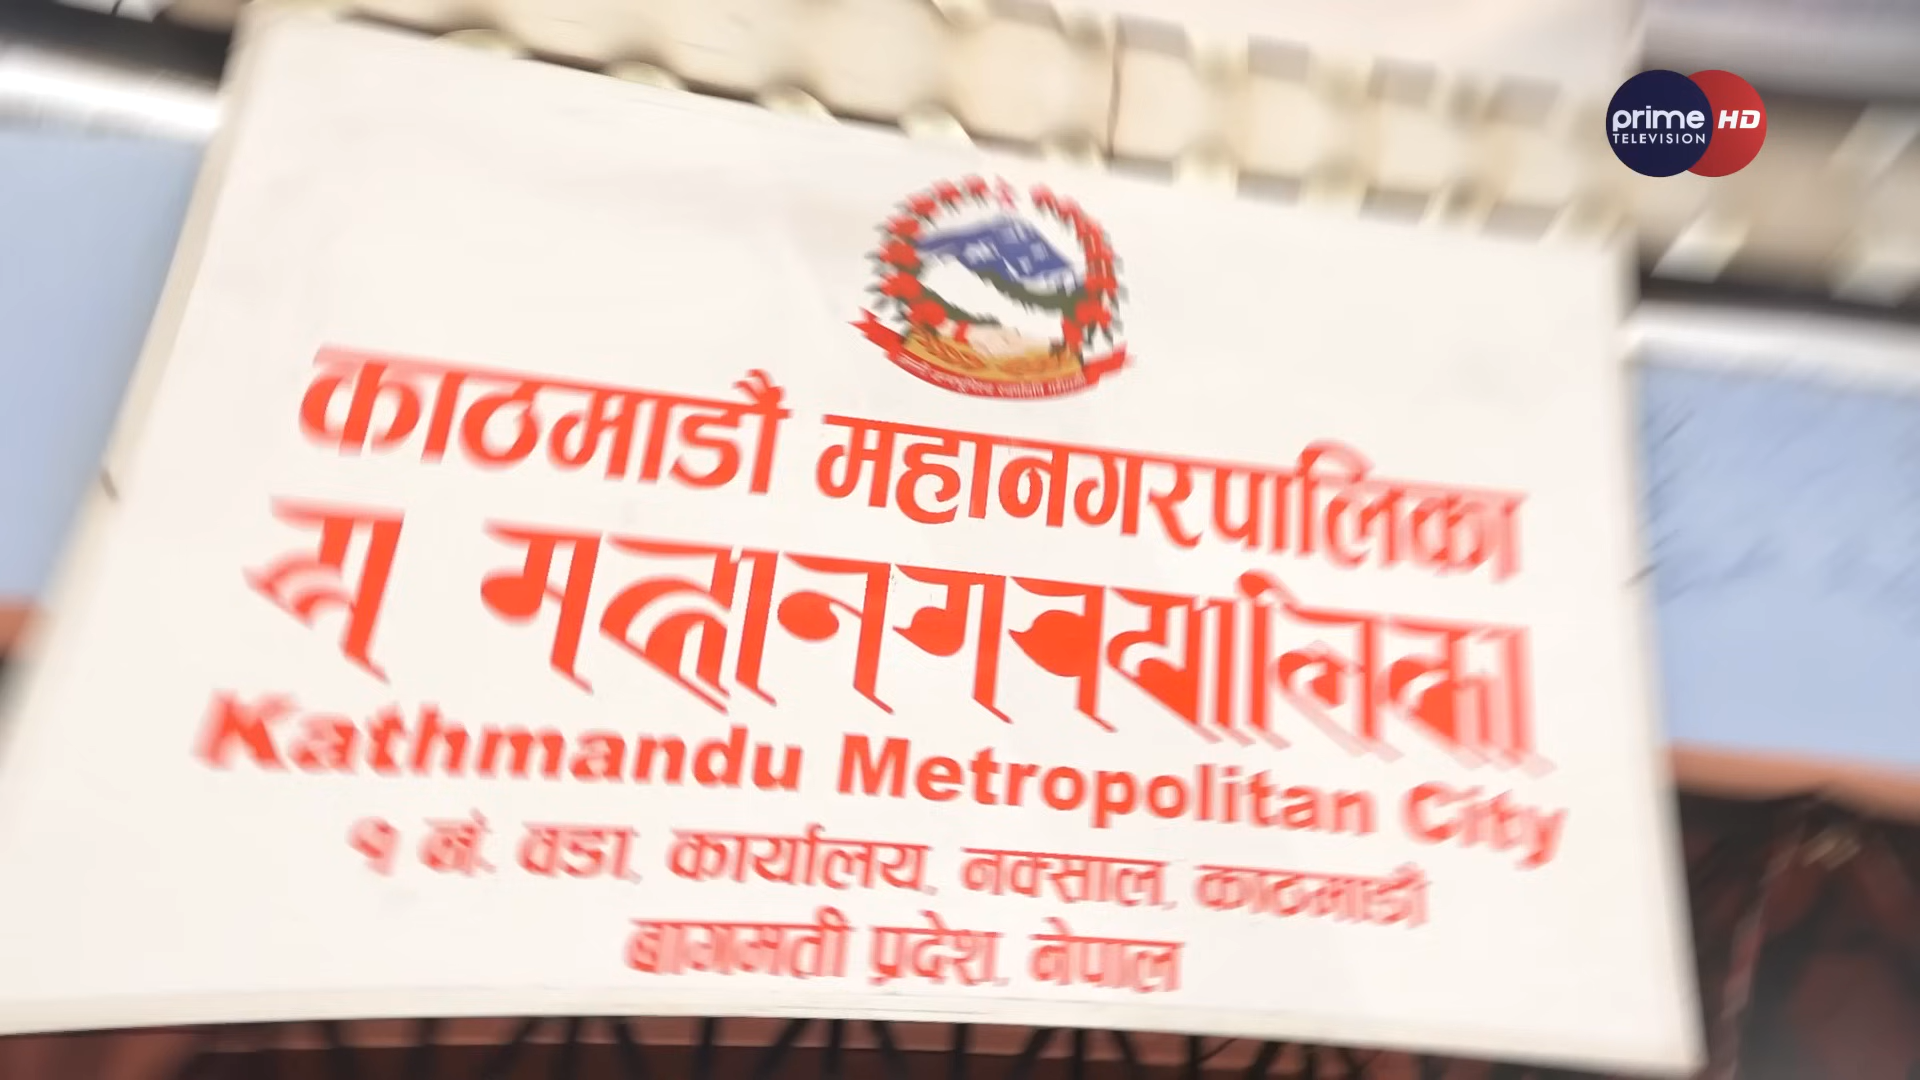 prime HD
TELEVISION
काठमाडौं महानगरपालिका
Kathmandu Metropolitan City
१ नं. वडा, कार्यालय, नक्साल, काठमाडौं
बागमती प्रदेश, नेपाल